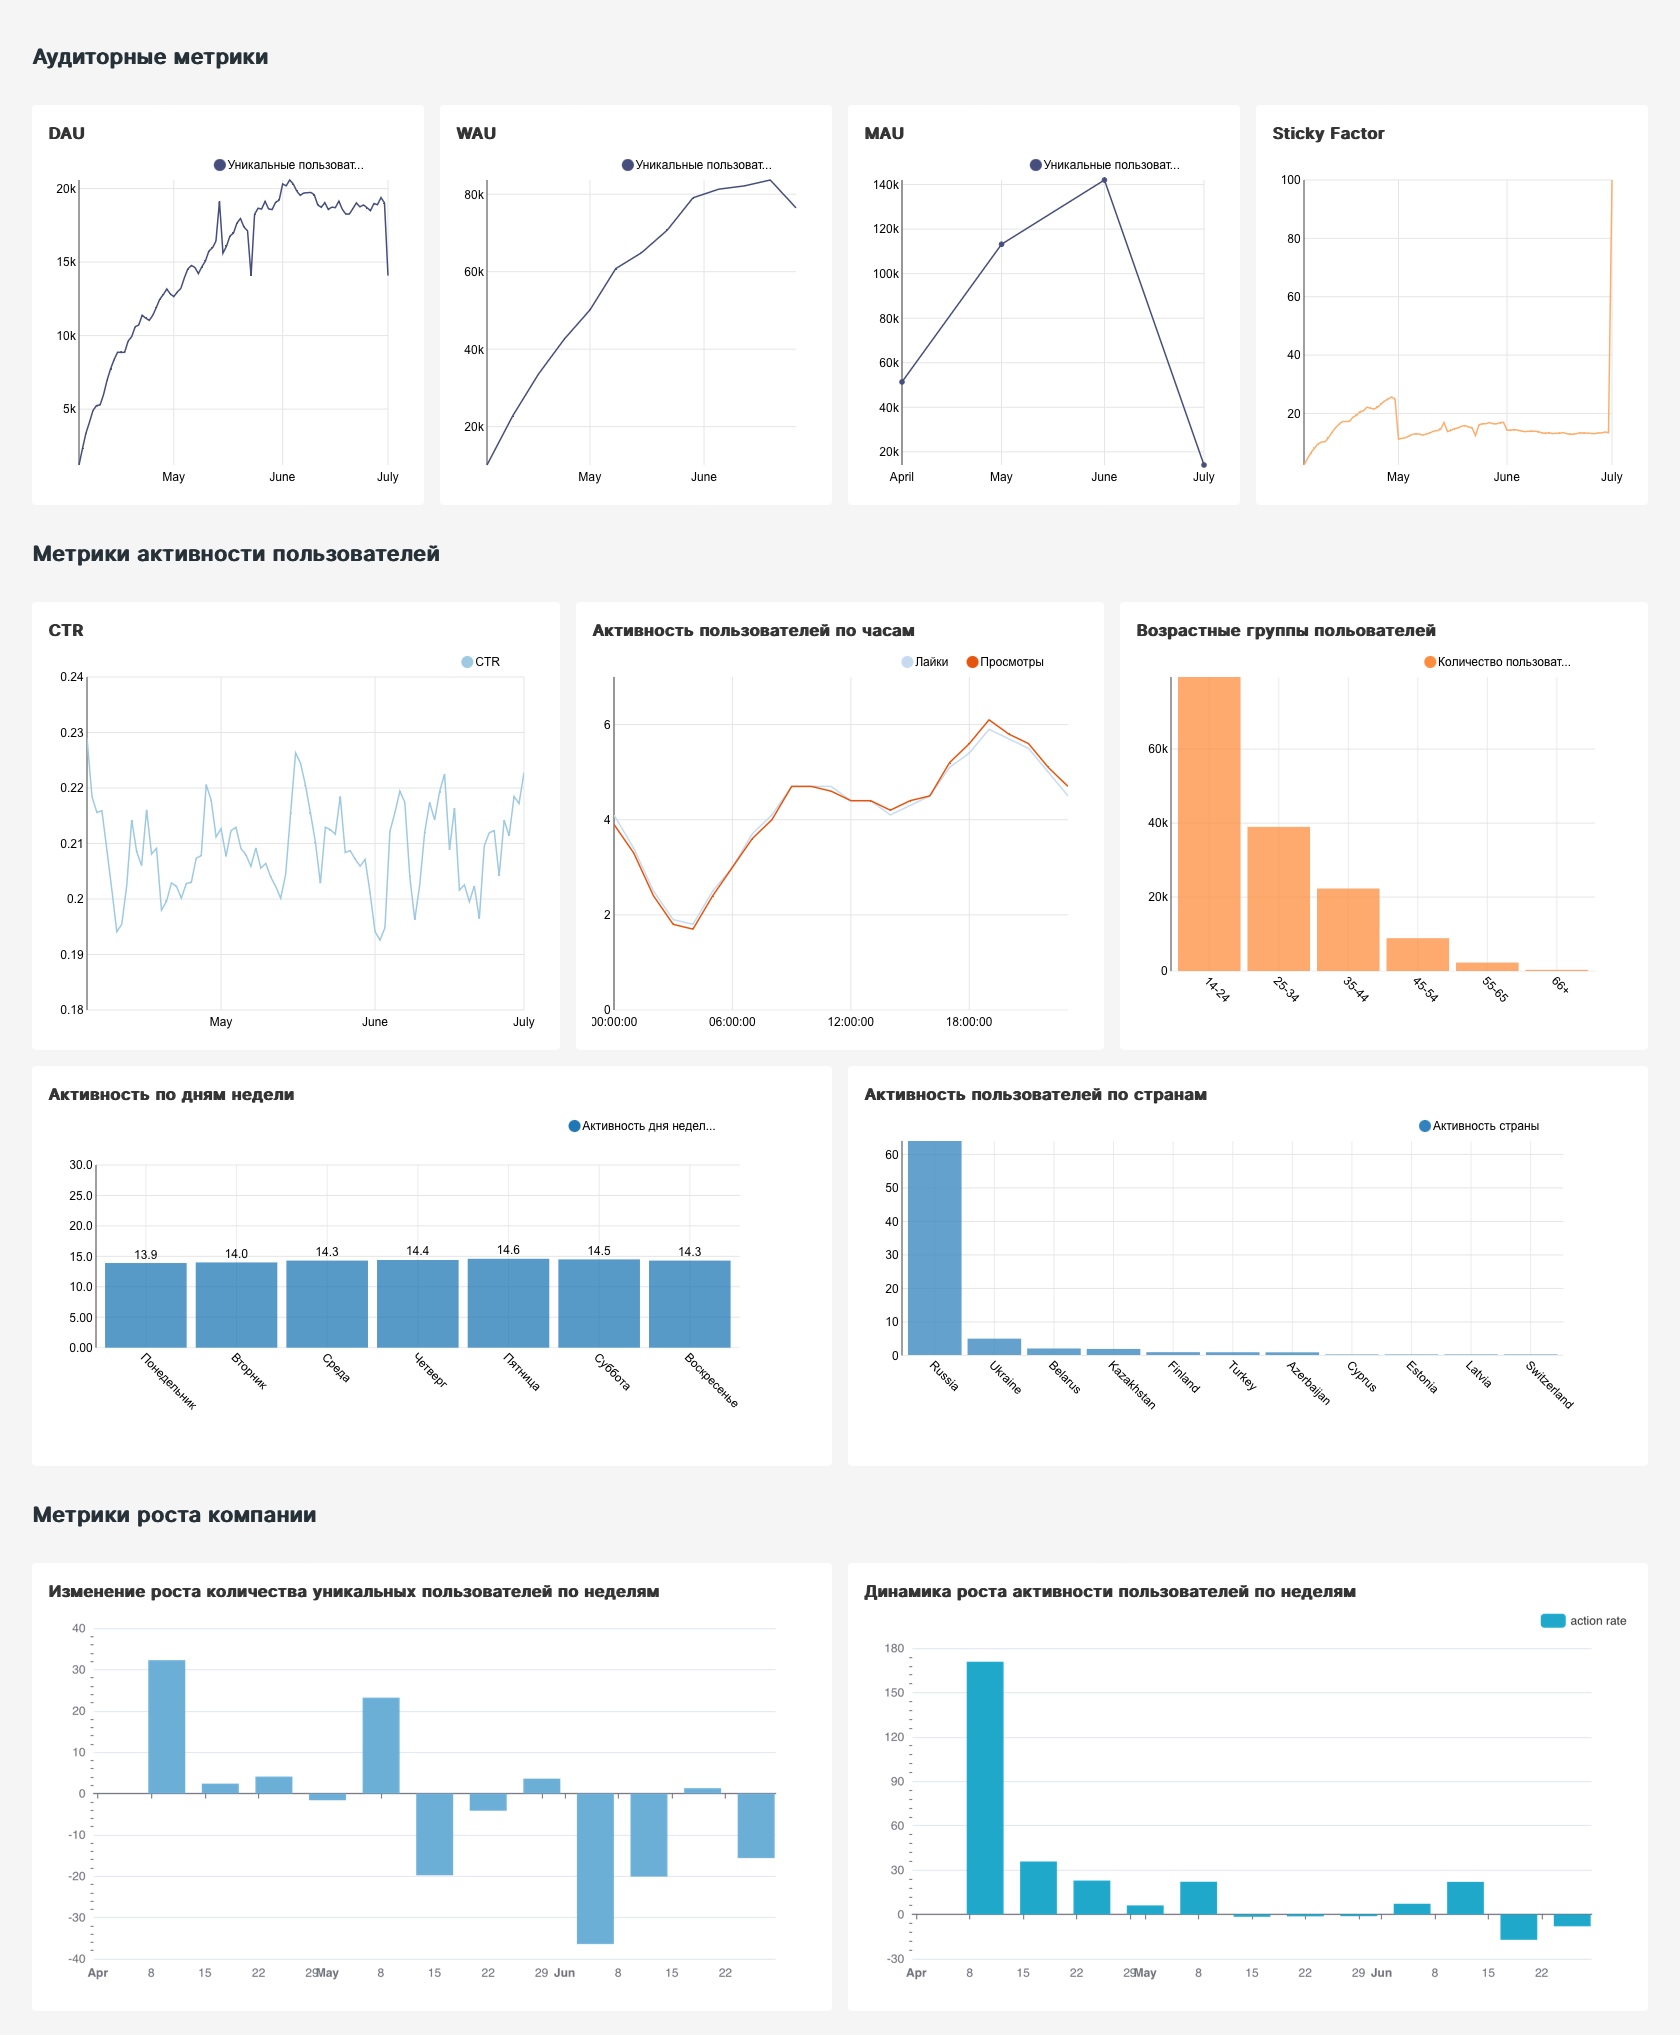 Аудиторные метрики
DAU
Уникальные пользоват...
20k
15k
10k
5k
May June July
WAU
Уникальные пользоват...
80k
60k
40k
20k
May June
MAU
Уникальные пользоват...
140k
120k
100k
80k
60k
40k
20k
April May June July
Sticky Factor
100
80
60
40
20
May June July
Метрики активности пользователей
CTR
CTR
0.24
0.23
0.22
0.21
0.2
0.19
0.18
May June July
Активность пользователей по часам
Лайки Просмотры
6
4
2
0
00:00:00 06:00:00 12:00:00 18:00:00
Возрастные группы польователей
Количество пользоват...
60k
40k
20k
0
14-24 25-34 35-44 45-54 55-65 66+
Активность по дням недели
Активность дня недел...
30.0
25.0
20.0
15.0
10.0
5.00
0.00
13.9 14.0 14.3 14.4 14.6 14.5 14.3
Понедельник Вторник Среда Четверг Пятница Суббота Воскресенье
Активность пользователей по странам
Активность страны
60
50
40
30
20
10
0
Russia Ukraine Belarus Kazakhstan Finland Turkey Azerbaijan Cyprus Estonia Latvia Switzerland
Метрики роста компании
Изменение роста количества уникальных пользователей по неделям
40
30
20
10
0
-10
-20
-30
-40
Apr 8 15 22 29 May 8 15 22 29 Jun 8 15 22
Динамика роста активности пользователей по неделям
action rate
180
150
120
90
60
30
0
-30
Apr 8 15 22 29 May 8 15 22 29 Jun 8 15 22